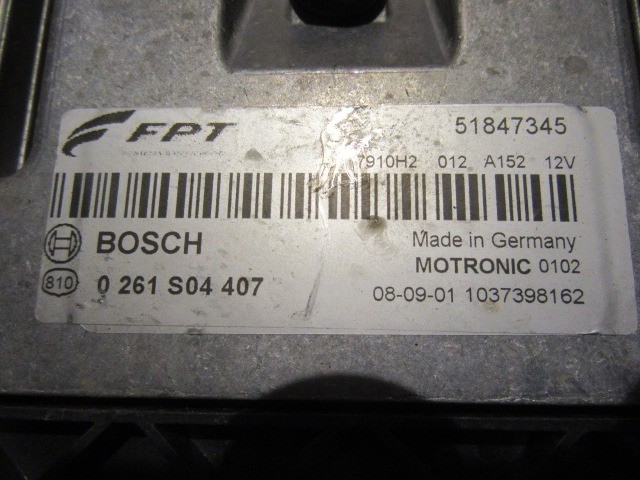 FPT
51847345
7910H2 012 A152 12V
BOSCH
Made in Germany
MOTRONIC 0102
810
0 261 S04 407
08-09-01 1037398162